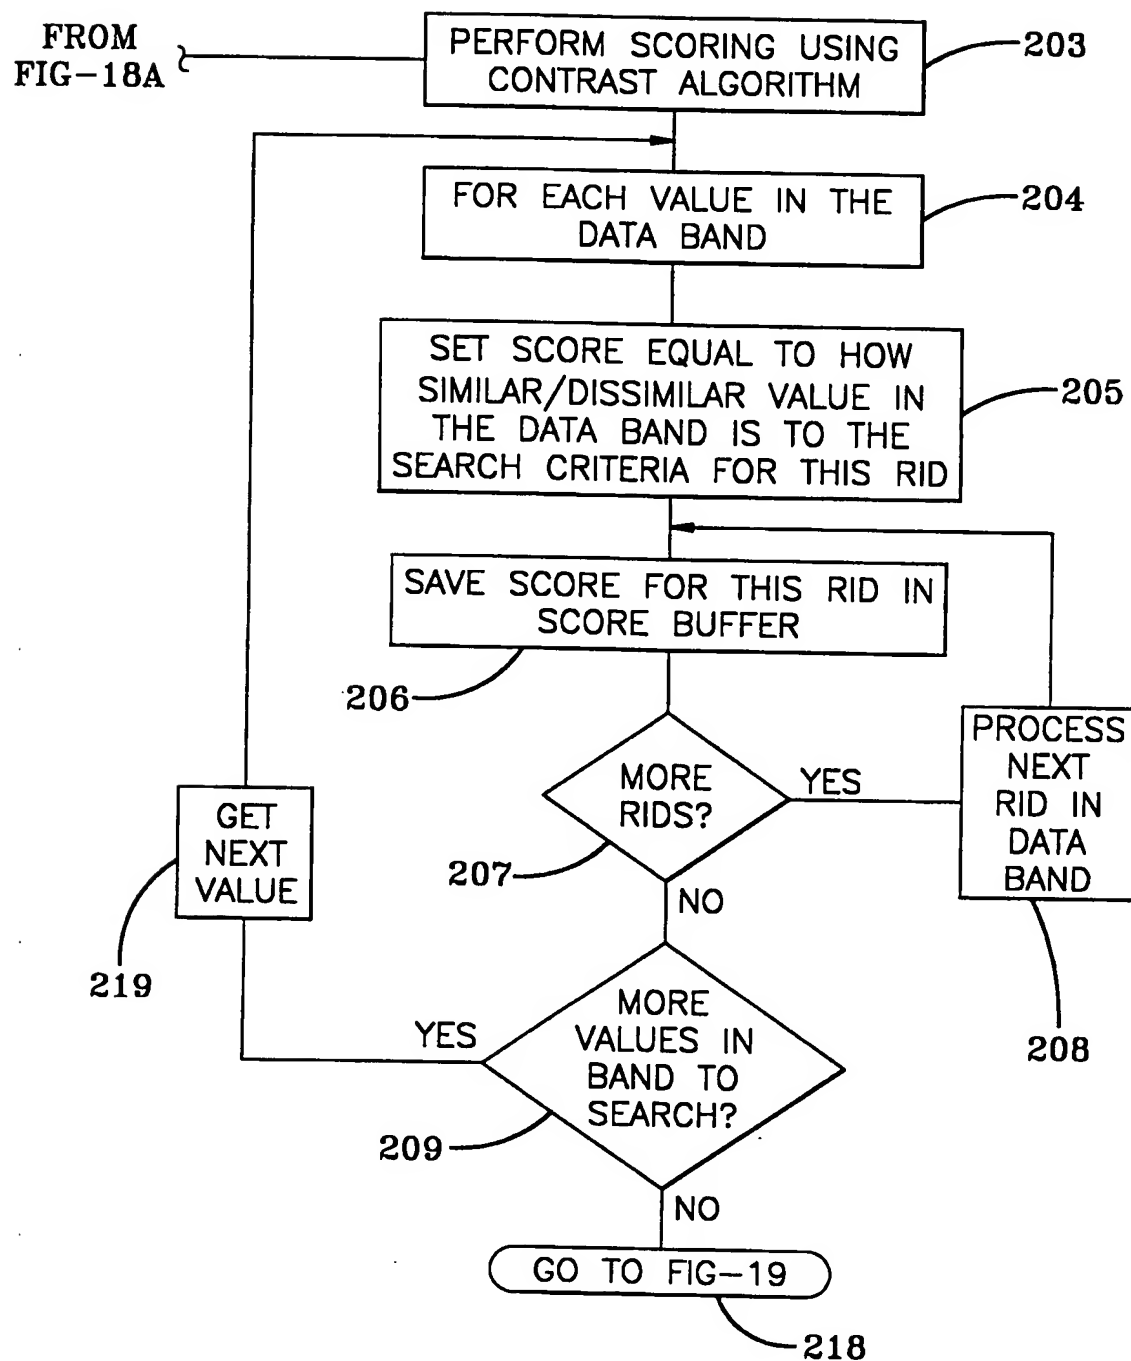 FROM
FIG-18A
PERFORM SCORING USING
CONTRAST ALGORITHM
203
FOR EACH VALUE IN THE
DATA BAND
204
SET SCORE EQUAL TO HOW
SIMILAR/DISSIMILAR VALUE IN
THE DATA BAND IS TO THE
SEARCH CRITERIA FOR THIS RID
205
SAVE SCORE FOR THIS RID IN
SCORE BUFFER
206
MORE
RIDS?
207
YES
NO
PROCESS
NEXT
RID IN
DATA
BAND
208
GET
NEXT
VALUE
219
MORE
VALUES IN
BAND TO
SEARCH?
209
YES
NO
GO TO FIG-19
218